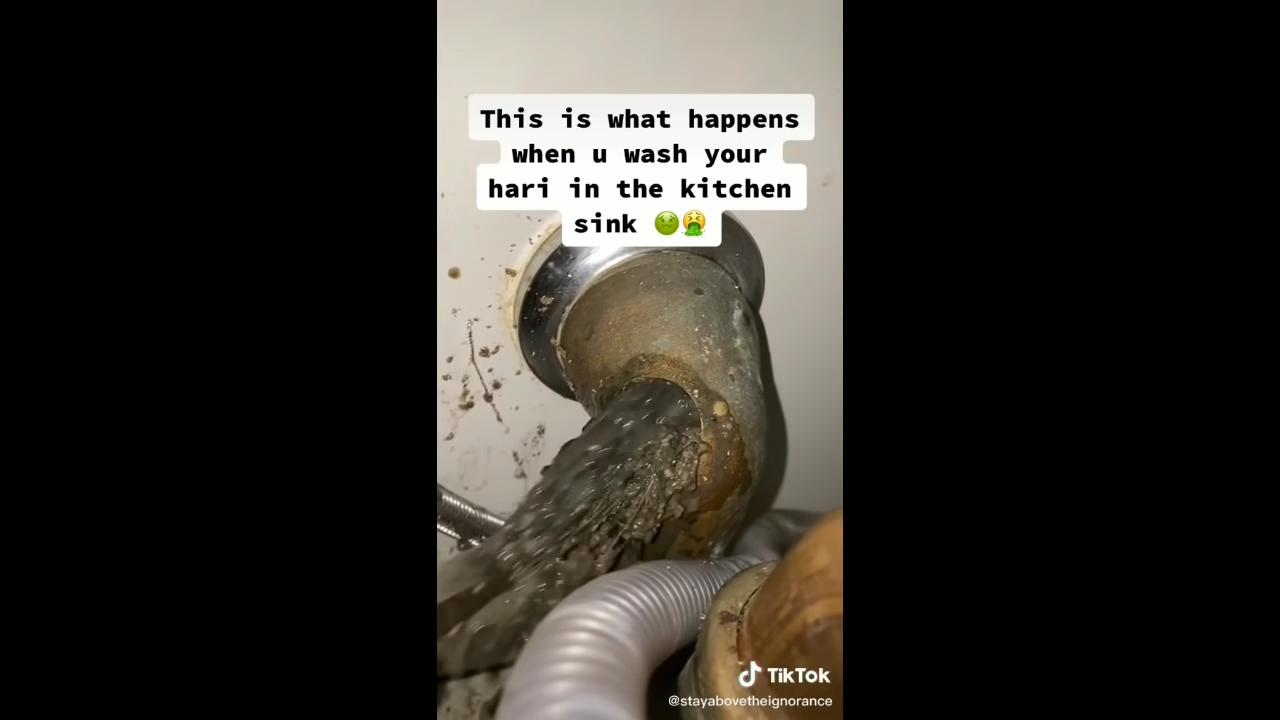 This is what happens
when u wash your
hari in the kitchen
sink 🤢🤮
TikTok
@stayabovetheignorance